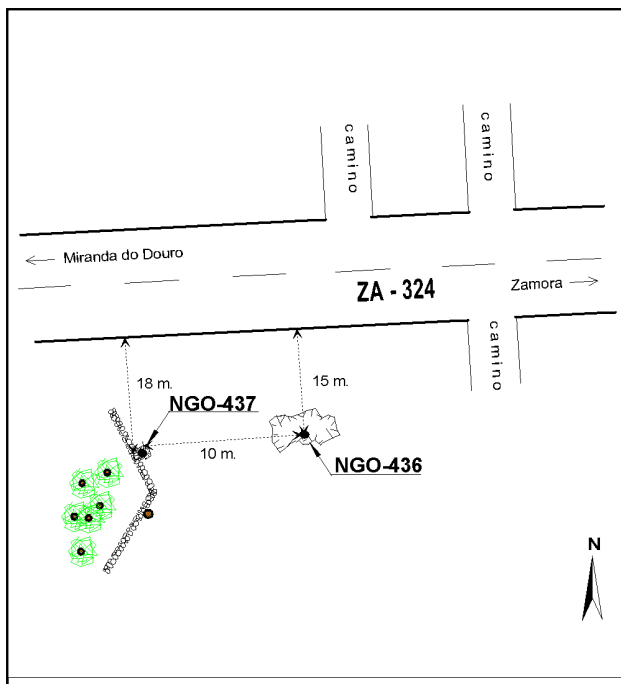 camino
camino
Miranda do Douro
ZA - 324
Zamora
camino
18 m.
15 m.
NGO-437
10 m.
NGO-436
N